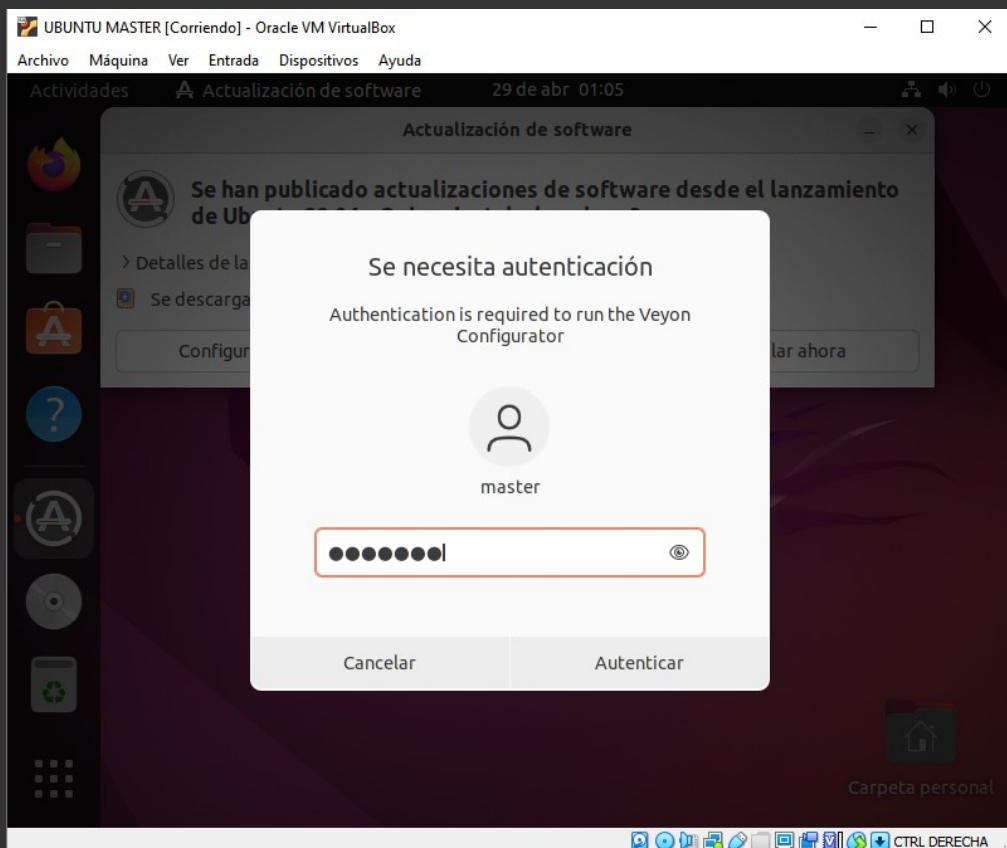 UBUNTU MASTER [Corriendo] - Oracle VM VirtualBox
Archivo Máquina Ver Entrada Dispositivos Ayuda
Actividades Actualización de software 29 de abr 01:05
Actualización de software
Se han publicado actualizaciones de software desde el lanzamiento
de Ub
> Detalles de la
Se descarga
Configur
lar ahora
Se necesita autenticación
Authentication is required to run the Veyon
Configurator
master
Cancelar Autenticar
Carpeta personal
CTRL DERECHA